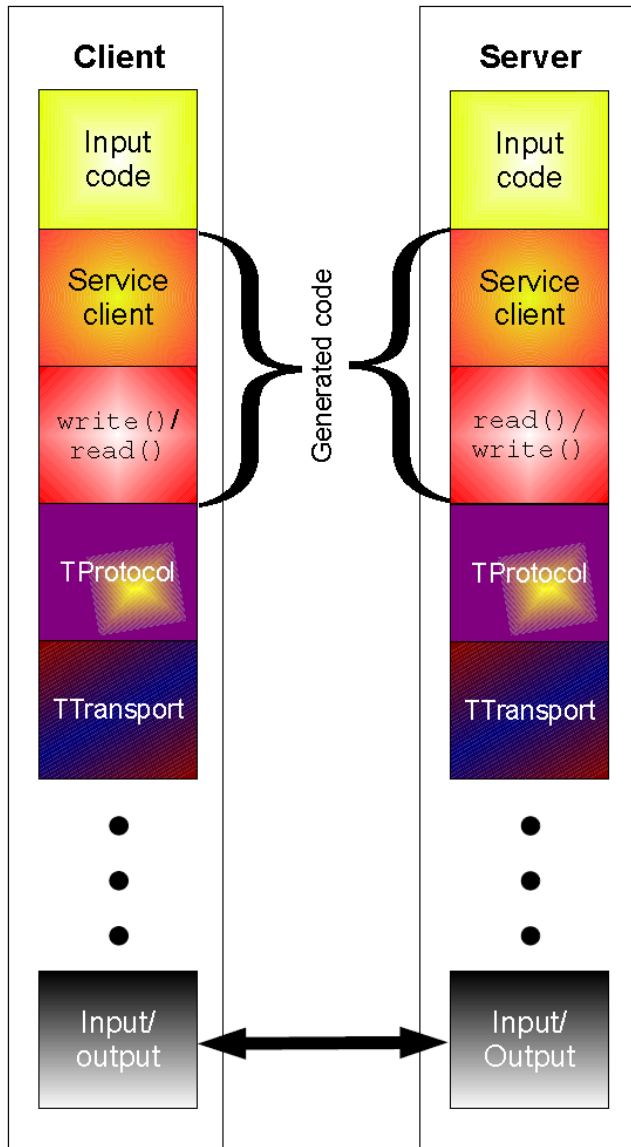 Client
Input
code
Service
client
write()/
read()
TProtocol
TTransport
Input/
output
Generated code
Server
Input
code
Service
client
read()/
write()
TProtocol
TTransport
Input/
Output